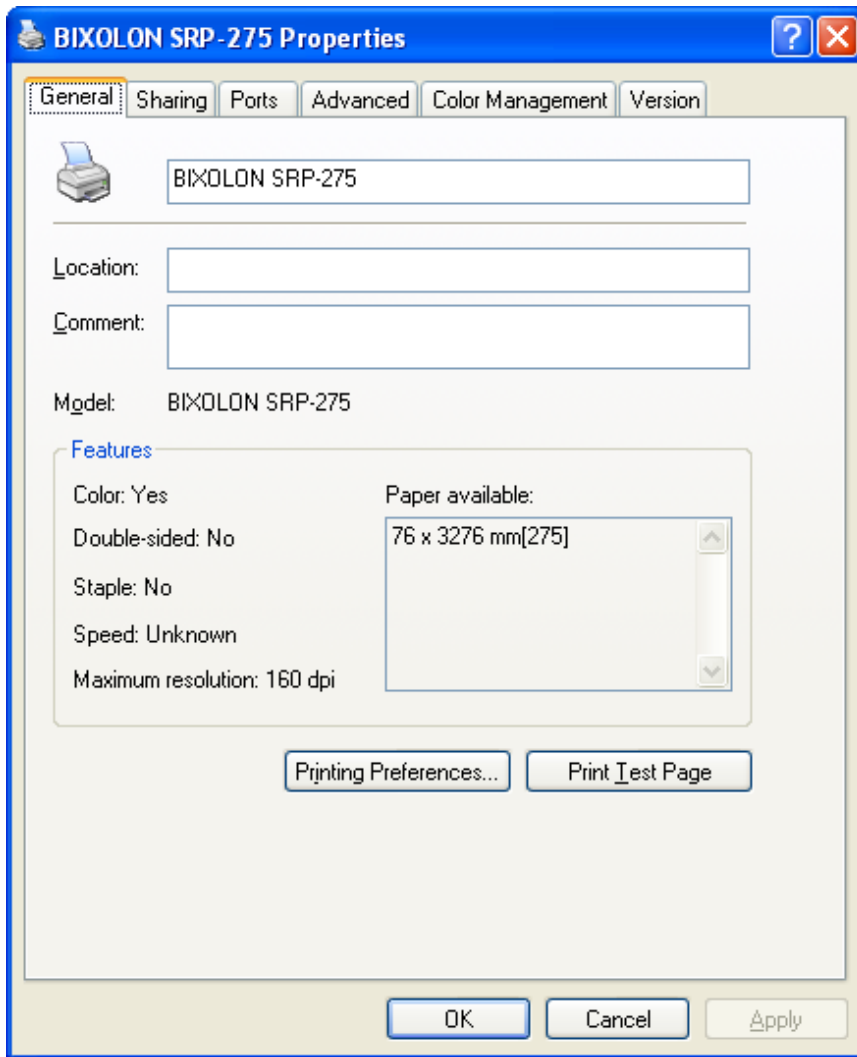 BIXOLON SRP-275 Properties
General Sharing Ports Advanced Color Management Version
BIXOLON SRP-275
Location:
Comment:
Model: BIXOLON SRP-275
Features
Color: Yes Paper available:
Double-sided: No 76 x 3276 mm[275]
Staple: No
Speed: Unknown
Maximum resolution: 160 dpi
Printing Preferences... Print Test Page
OK Cancel Apply